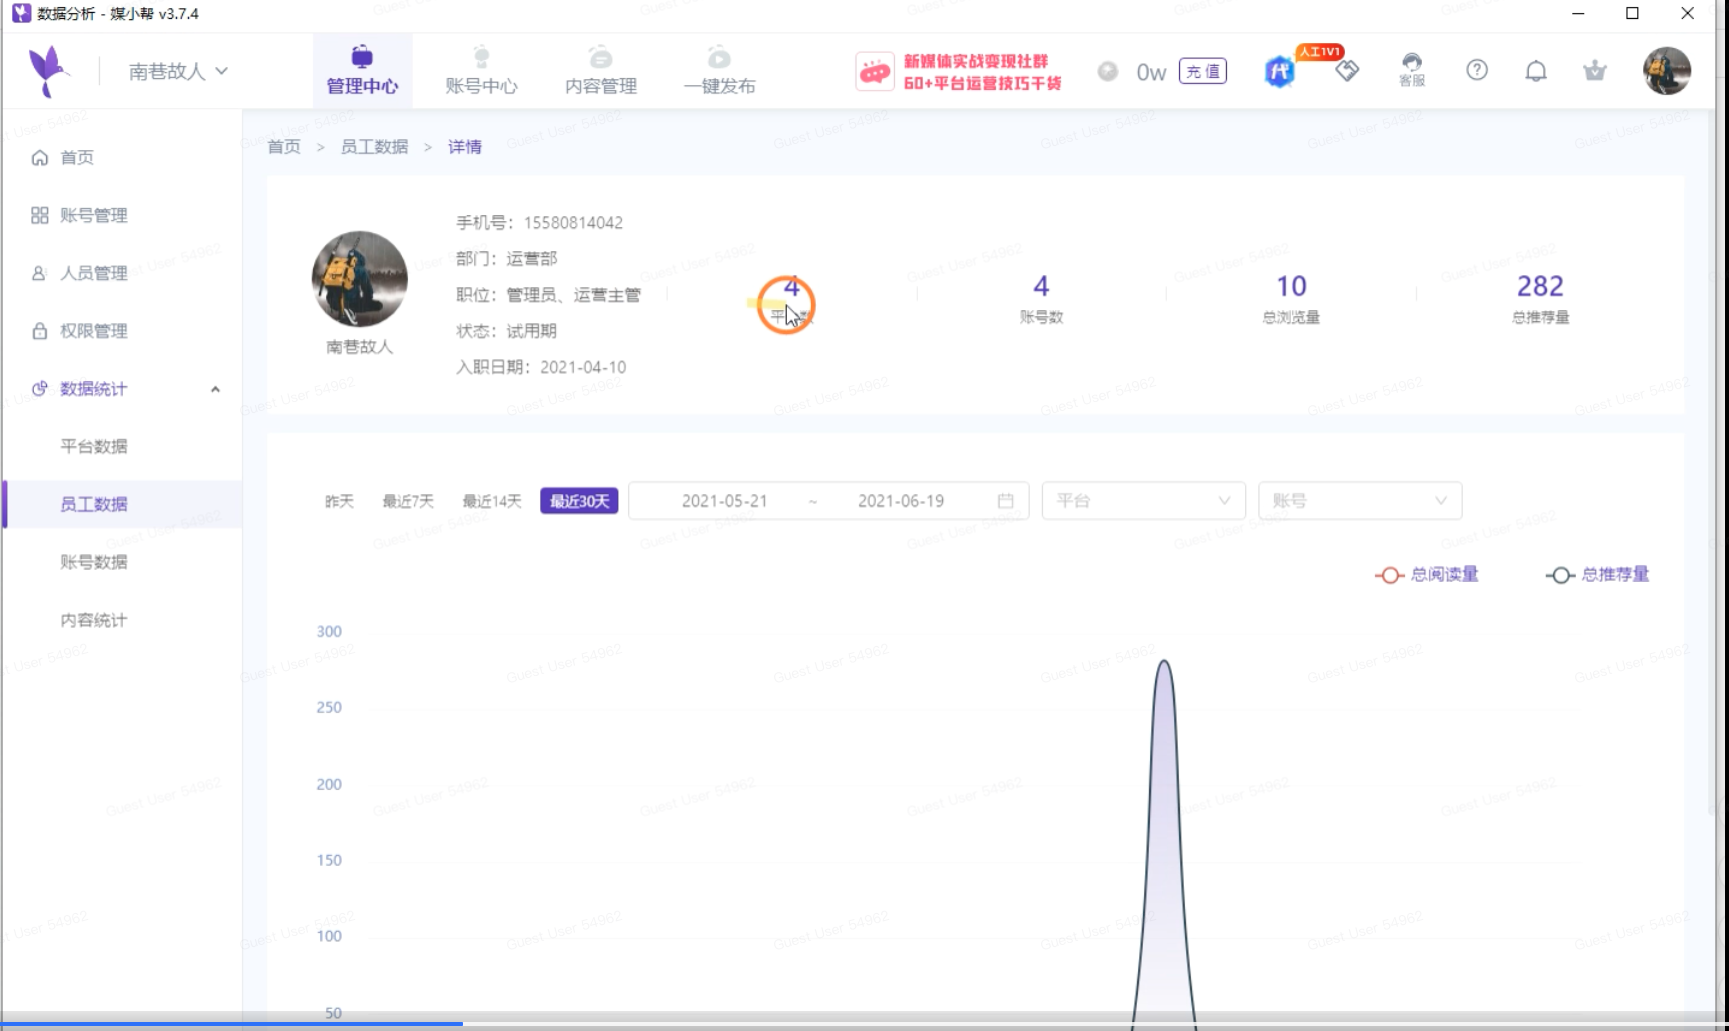 数据分析 - 媒小帮 v3.7.4
南巷故人
管理中心
账号中心
内容管理
一键发布
新媒体实战变现社群
60+平台运营技巧干货
0w
充值
代
人工1V1
客服
首页
账号管理
人员管理
权限管理
数据统计
平台数据
员工数据
账号数据
内容统计
首页 > 员工数据 > 详情
南巷故人
手机号：15580814042
部门：运营部
职位：管理员、运营主管
状态：试用期
入职日期：2021-04-10
4
平台数
4
账号数
10
总浏览量
282
总推荐量
昨天 最近7天 最近14天 最近30天 2021-05-21 ~ 2021-06-19 平台 账号
总阅读量 总推荐量
300
250
200
150
100
50
Guest User 54962